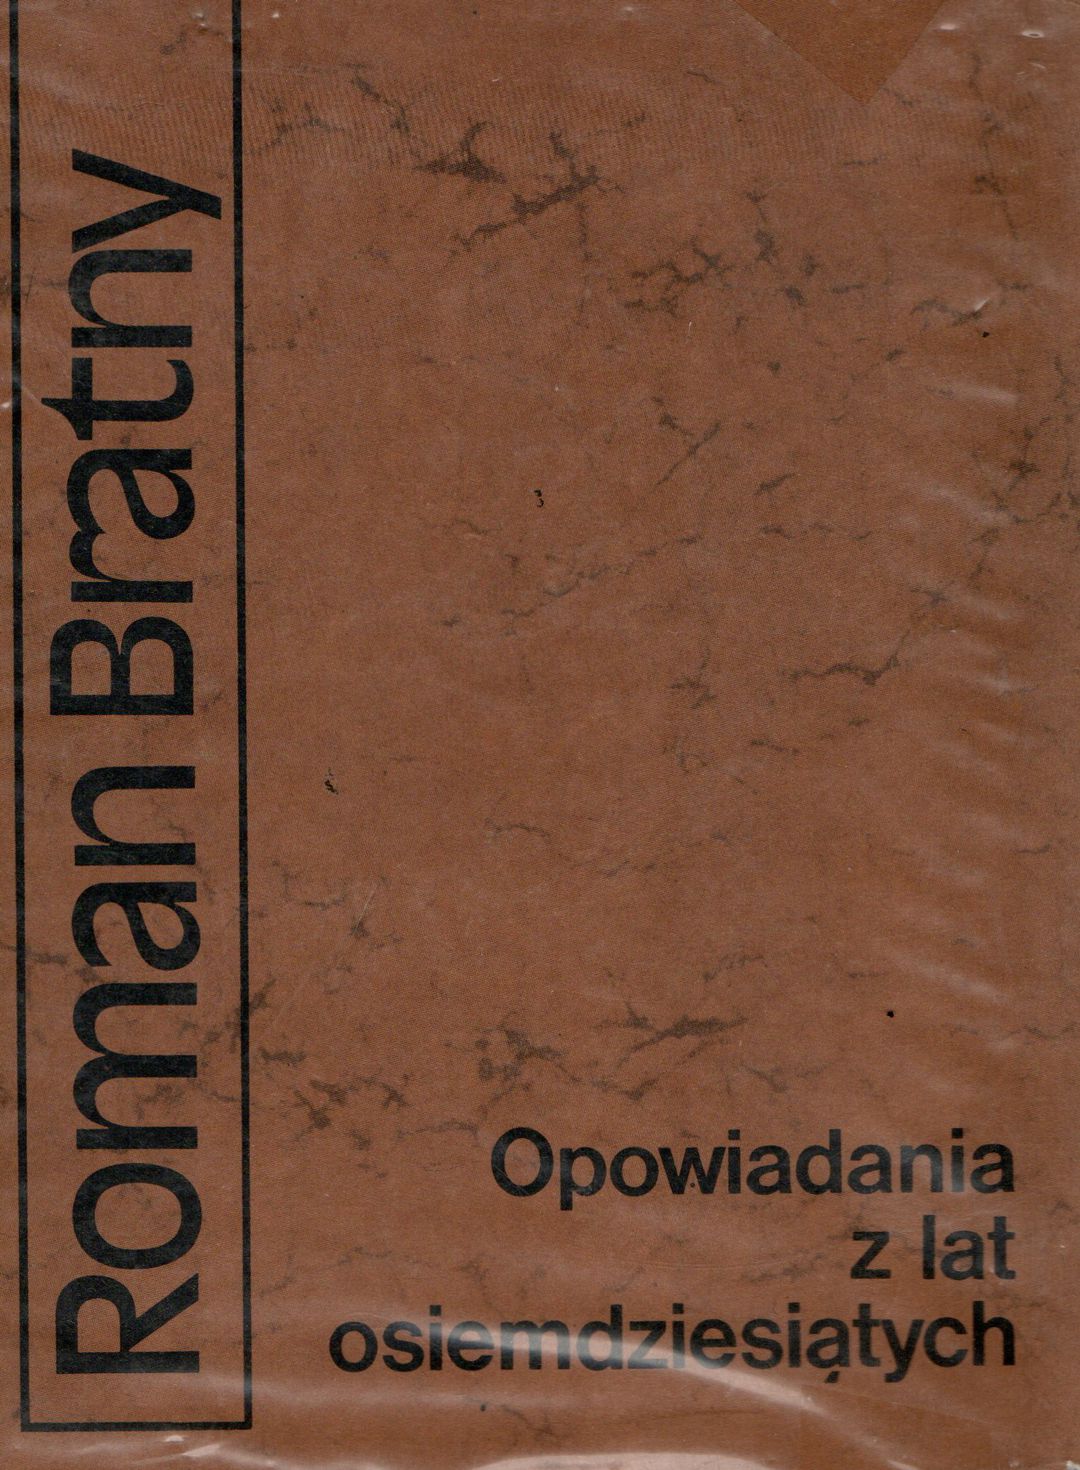 Roman Bratny
Opowiadania
z lat
osiemdziesiątych